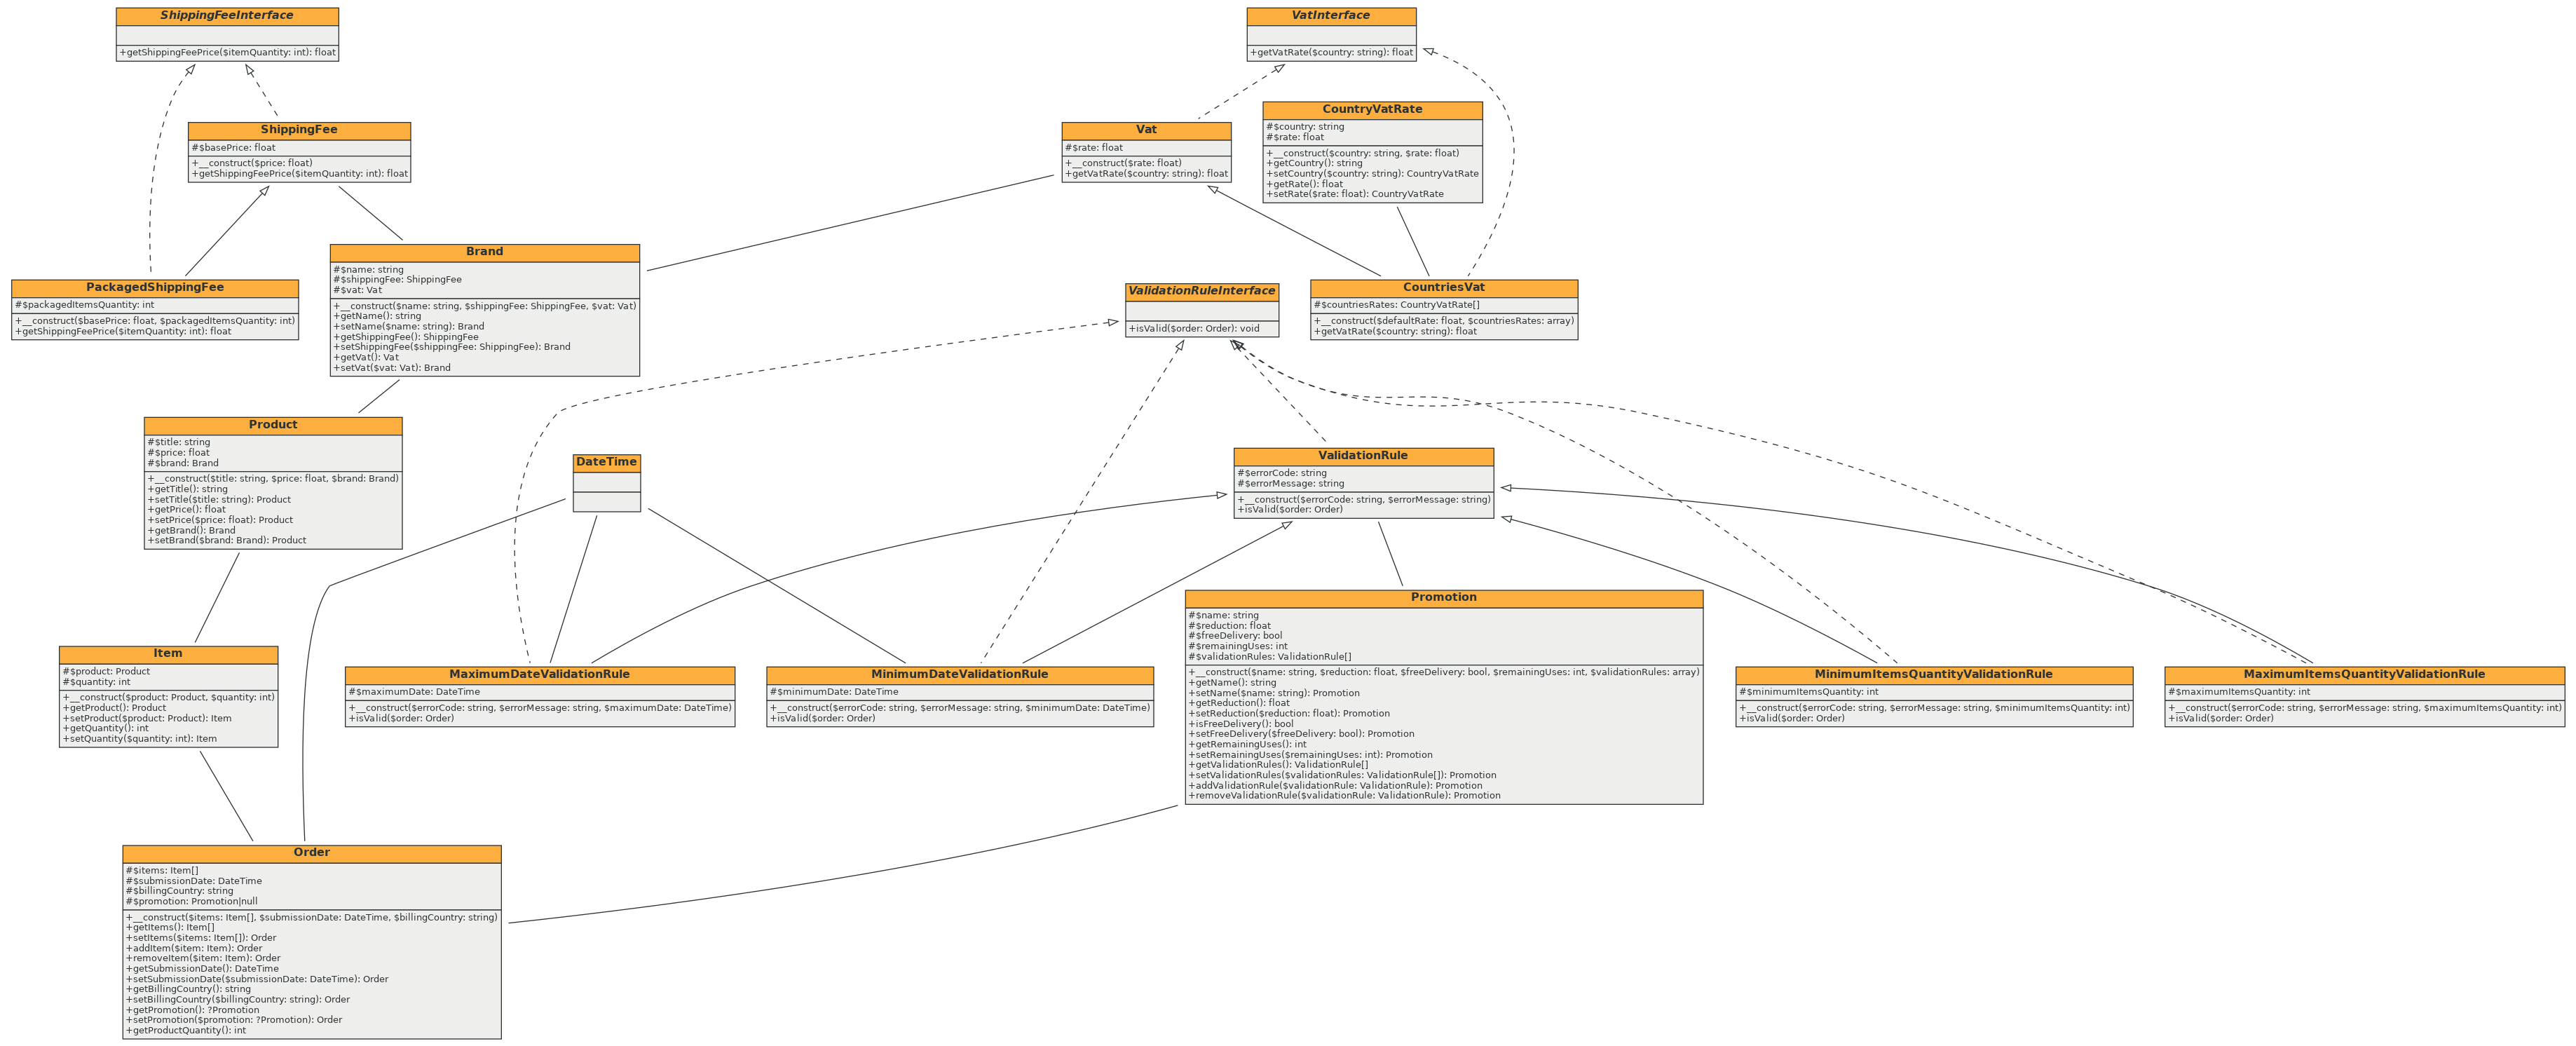 ShippingFeeInterface
+getShippingFeePrice($itemQuantity: int): float
VatInterface
+getVatRate($country: string): float
ShippingFee
#$basePrice: float
+__construct($price: float)
+getShippingFeePrice($itemQuantity: int): float
Vat
#$rate: float
+__construct($rate: float)
+getVatRate($country: string): float
CountryVatRate
#$country: string
#$rate: float
+__construct($country: string, $rate: float)
+getCountry(): string
+setCountry($country: string): CountryVatRate
+getRate(): float
+setRate($rate: float): CountryVatRate
PackagedShippingFee
#$packagedItemsQuantity: int
+__construct($basePrice: float, $packagedItemsQuantity: int)
+getShippingFeePrice($itemQuantity: int): float
Brand
#$name: string
#$shippingFee: ShippingFee
#$vat: Vat
+__construct($name: string, $shippingFee: ShippingFee, $vat: Vat)
+getName(): string
+setName($name: string): Brand
+getShippingFee(): ShippingFee
+setShippingFee($shippingFee: ShippingFee): Brand
+getVat(): Vat
+setVat($vat: Vat): Brand
ValidationRuleInterface
+isValid($order: Order): void
CountriesVat
#$countriesRates: CountryVatRate[]
+__construct($defaultRate: float, $countriesRates: array)
+getVatRate($country: string): float
Product
#$title: string
#$price: float
#$brand: Brand
+__construct($title: string, $price: float, $brand: Brand)
+getTitle(): string
+setTitle($title: string): Product
+getPrice(): float
+setPrice($price: float): Product
+getBrand(): Brand
+setBrand($brand: Brand): Product
DateTime
ValidationRule
#$errorCode: string
#$errorMessage: string
+__construct($errorCode: string, $errorMessage: string)
+isValid($order: Order)
Item
#$product: Product
#$quantity: int
+__construct($product: Product, $quantity: int)
+getProduct(): Product
+setProduct($product: Product): Item
+getQuantity(): int
+setQuantity($quantity: int): Item
MaximumDateValidationRule
#$maximumDate: DateTime
+__construct($errorCode: string, $errorMessage: string, $maximumDate: DateTime)
+isValid($order: Order)
MinimumDateValidationRule
#$minimumDate: DateTime
+__construct($errorCode: string, $errorMessage: string, $minimumDate: DateTime)
+isValid($order: Order)
Promotion
#$name: string
#$reduction: float
#$freeDelivery: bool
#$remainingUses: int
#$validationRules: ValidationRule[]
+__construct($name: string, $reduction: float, $freeDelivery: bool, $remainingUses: int, $validationRules: array)
+getName(): string
+setName($name: string): Promotion
+getReduction(): float
+setReduction($reduction: float): Promotion
+isFreeDelivery(): bool
+setFreeDelivery($freeDelivery: bool): Promotion
+getRemainingUses(): int
+setRemainingUses($remainingUses: int): Promotion
+getValidationRules(): ValidationRule[]
+setValidationRules($validationRules: ValidationRule[]): Promotion
+addValidationRule($validationRule: ValidationRule): Promotion
+removeValidationRule($validationRule: ValidationRule): Promotion
MinimumItemsQuantityValidationRule
#$minimumItemsQuantity: int
+__construct($errorCode: string, $errorMessage: string, $minimumItemsQuantity: int)
+isValid($order: Order)
MaximumItemsQuantityValidationRule
#$maximumItemsQuantity: int
+__construct($errorCode: string, $errorMessage: string, $maximumItemsQuantity: int)
+isValid($order: Order)
Order
#$items: Item[]
#$submissionDate: DateTime
#$billingCountry: string
#$promotion: Promotion|null
+__construct($items: Item[], $submissionDate: DateTime, $billingCountry: string)
+getItems(): Item[]
+setItems($items: Item[]): Order
+addItem($item: Item): Order
+removeItem($item: Item): Order
+getSubmissionDate(): DateTime
+setSubmissionDate($submissionDate: DateTime): Order
+getBillingCountry(): string
+setBillingCountry($billingCountry: string): Order
+getPromotion(): ?Promotion
+setPromotion($promotion: ?Promotion): Order
+getProductQuantity(): int